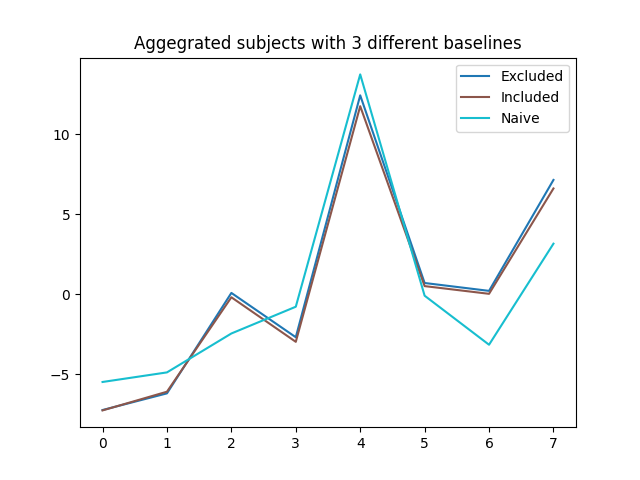 Aggegrated subjects with 3 different baselines
Excluded
Included
Naive
10
5
0
−5
0 1 2 3 4 5 6 7